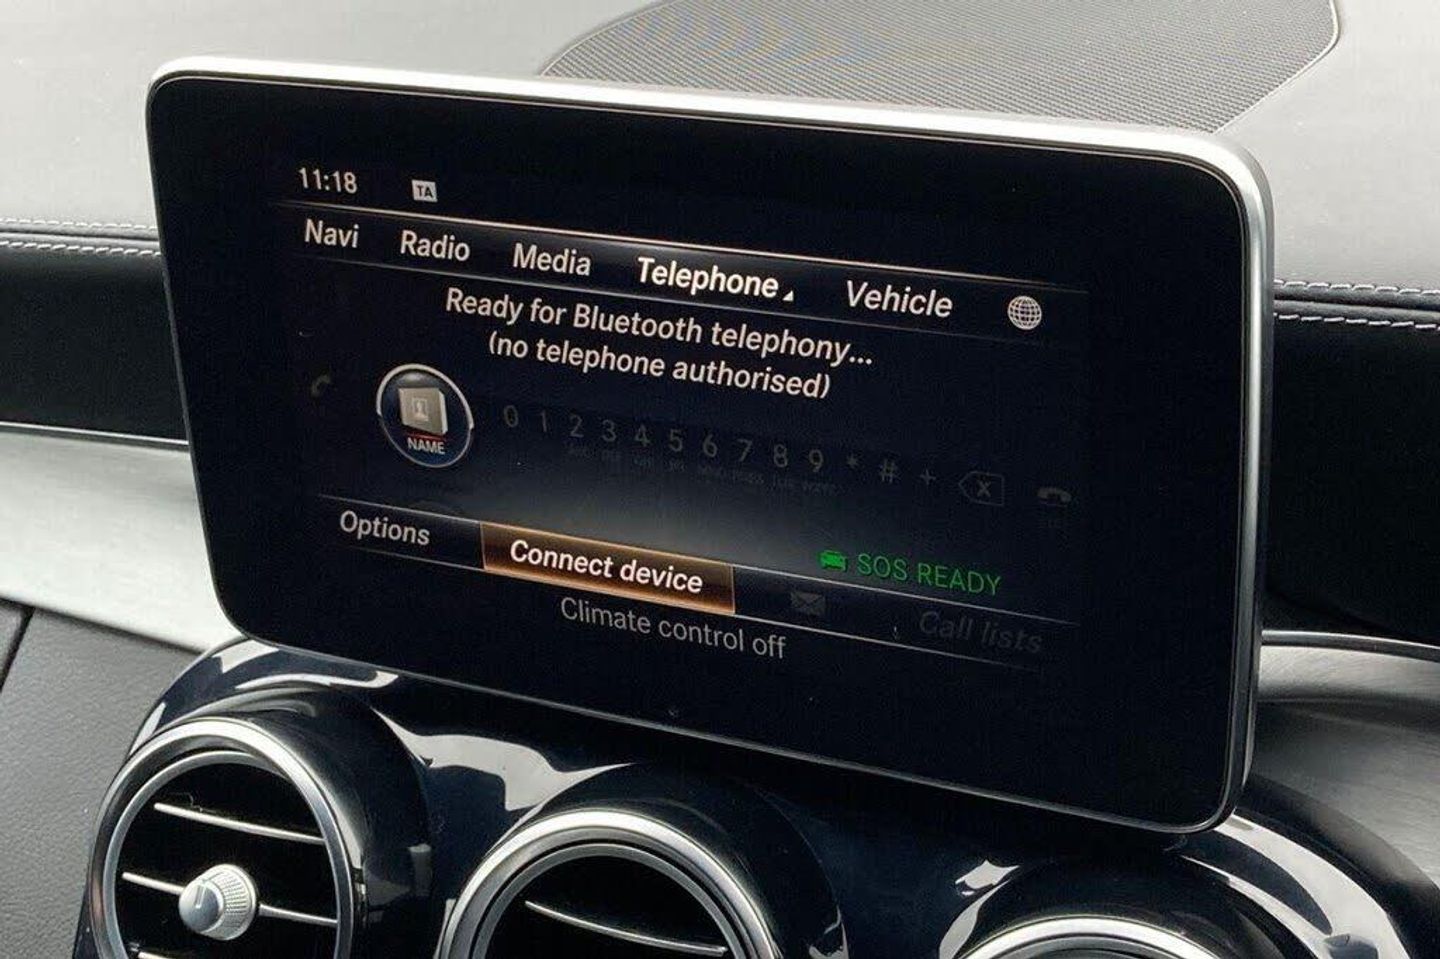 11:18 TA
Navi Radio Media Telephone Vehicle
Ready for Bluetooth telephony...
(no telephone authorised)
NAME 0 1 2 3 4 5 6 7 8 9 * # + X
SOS READY
Options Connect device Call lists
Climate control off